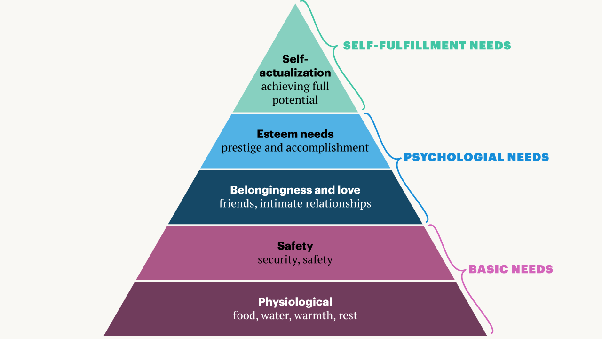 Self-
actualization
achieving full
potential
SELF-FULFILLMENT NEEDS
Esteem needs
prestige and accomplishment
PSYCHOLOGIAL NEEDS
Belongingness and love
friends, intimate relationships
Safety
security, safety
BASIC NEEDS
Physiological
food, water, warmth, rest